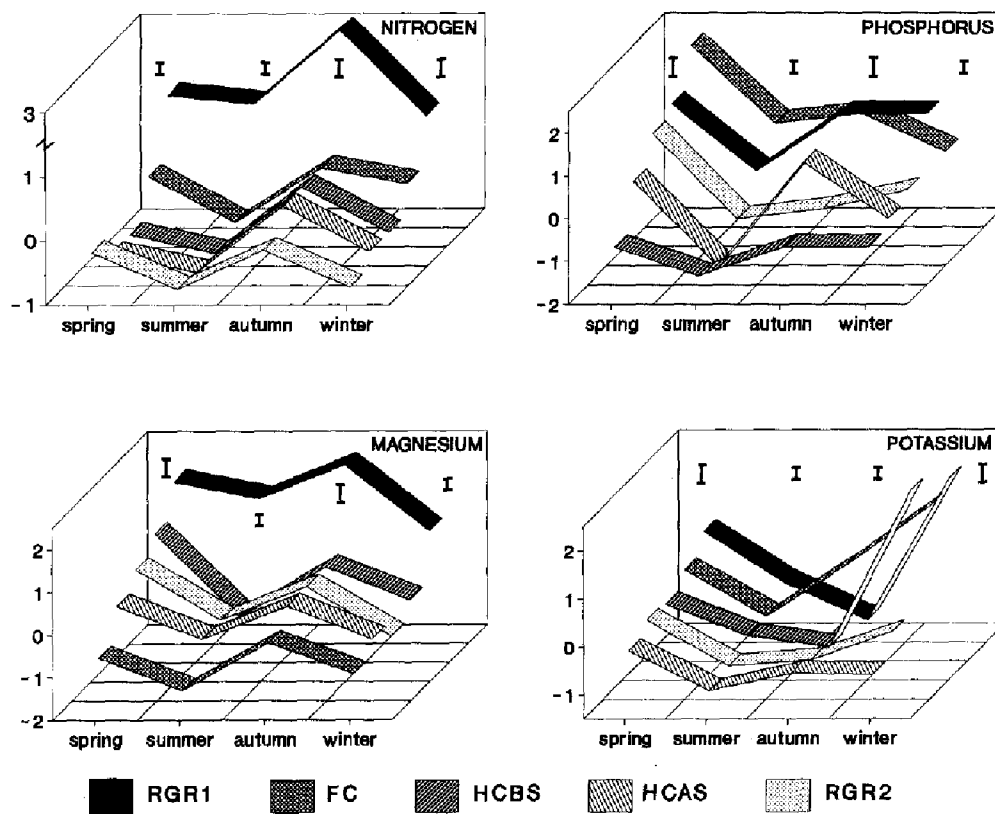 NITROGEN
3
1
0
-1
spring summer autumn winter
PHOSPHORUS
2
1
0
-1
-2
spring summer autumn winter
MAGNESIUM
2
1
0
-1
-2
spring summer autumn winter
POTASSIUM
2
1
0
-1
spring summer autumn winter
RGR1 FC HCBS HCAS RGR2